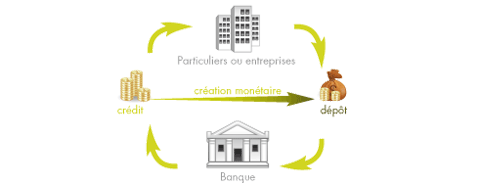 Particuliers ou entreprises
création monétaire
crédit
dépôt
Banque